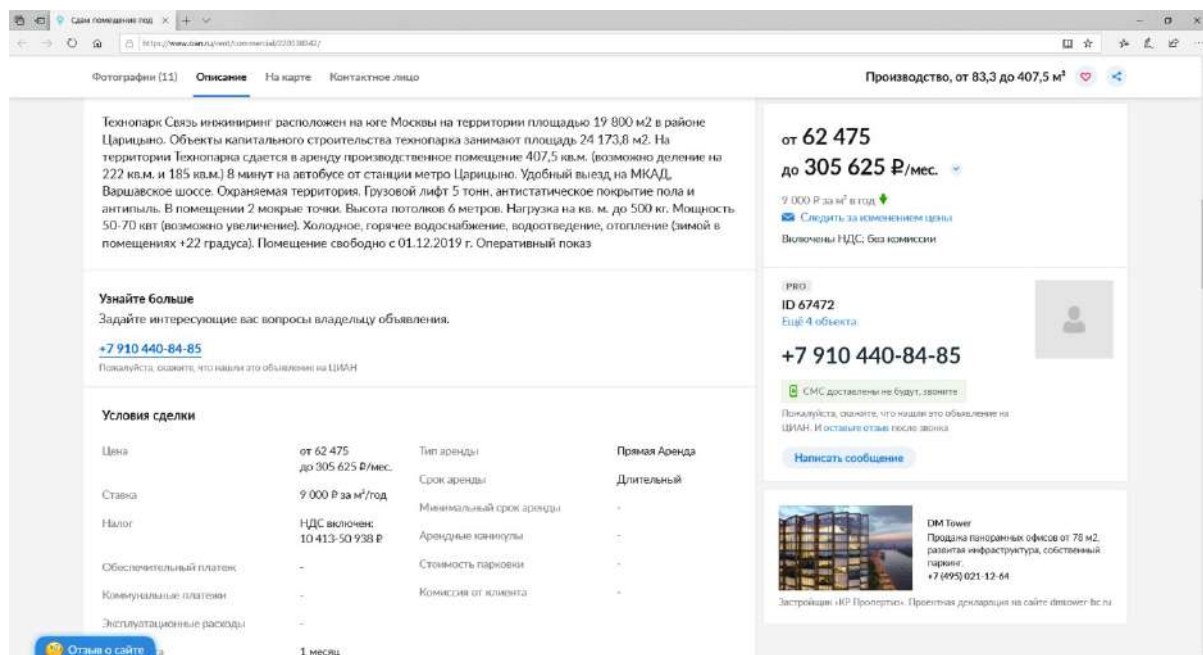 Сдам помещение под
https://www.cian.ru/rent/commercial/
Фотографии (11) Описание На карте Контактное лицо
Производство, от 83,3 до 407,5 м²
Технопарк Связь инжиниринг расположен на юге Москвы на территории площадью 19 800 м2 в районе
Царицыно. Объекты капитального строительства технопарка занимают площадь 24 173,8 м2. На
территории Технопарка сдается в аренду производственное помещение 407,5 кв.м. (возможно деление на
222 кв.м. и 185 кв.м.) 8 минут на автобусе от станции метро Царицыно. Удобный выезд на МКАД,
Варшавское шоссе. Охраняемая территория. Грузовой лифт 5 тонн, антистатическое покрытие пола и
антипыль. В помещении 2 мокрые точки. Высота потолков 6 метров. Нагрузка на кв. м. до 500 кг. Мощность
50-70 квт (возможно увеличение). Холодное, горячее водоснабжение, водоотведение, отопление (зимой в
помещениях +22 градуса). Помещение свободно с 01.12.2019 г. Оперативный показ
Узнайте больше
Задайте интересующие вас вопросы владельцу объявления.
+7 910 440-84-85
Пожалуйста, скажите, что нашли это объявление на ЦИАН
Условия сделки
Цена от 62 475
до 305 625 ₽/мес.
Ставка 9 000 ₽ за м²/год
Налог НДС включен:
10 413-50 938 ₽
Обеспечительный платеж -
Коммунальные платежи -
Эксплуатационные расходы -
1 месяц
Тип аренды Прямая Аренда
Срок аренды Длительный
Минимальный срок аренды -
Арендные каникулы -
Стоимость парковки -
Комиссия от клиента -
Отзыв о сайте
от 62 475
до 305 625 ₽/мес.
9 000 ₽ за м² в год
Следить за изменением цены
Включены НДС; без комиссии
PRO
ID 67472
Ещё 4 объекта
+7 910 440-84-85
СМС доставлены не будут, звоните
Пожалуйста, скажите, что нашли это объявление на
ЦИАН. И оставьте отзыв после звонка
Написать сообщение
DM Tower
Продажа панорамных офисов от 78 м2,
развитая инфраструктура, собственный
паркинг.
+7 (495) 021-12-64
Застройщик «КР Пропертиз». Проектная декларация на сайте dmtower-bc.ru